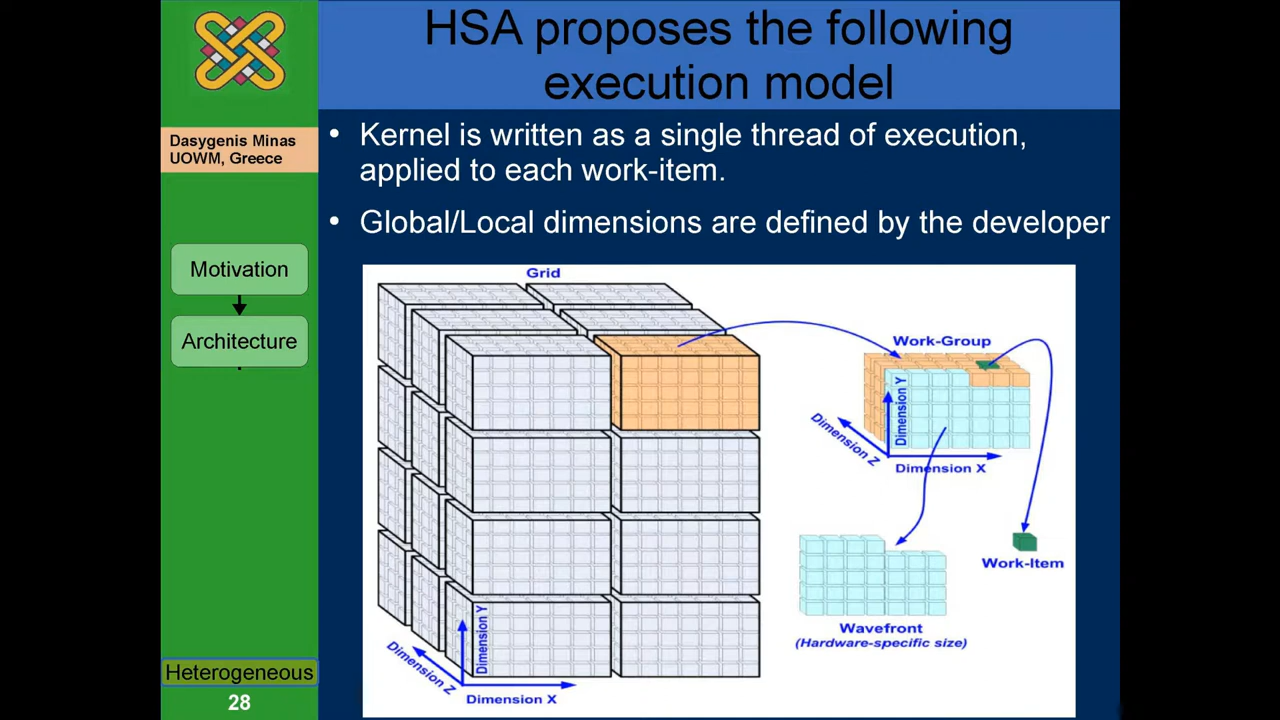 HSA proposes the following
execution model
Dasygenis Minas
UOWM, Greece
• Kernel is written as a single thread of execution,
applied to each work-item.
• Global/Local dimensions are defined by the developer
Motivation
Architecture
Grid
Work-Group
Dimension Y
Dimension Z
Dimension X
Work-Item
Wavefront
(Hardware-specific size)
Dimension Y
Dimension Z
Dimension X
Heterogeneous
28